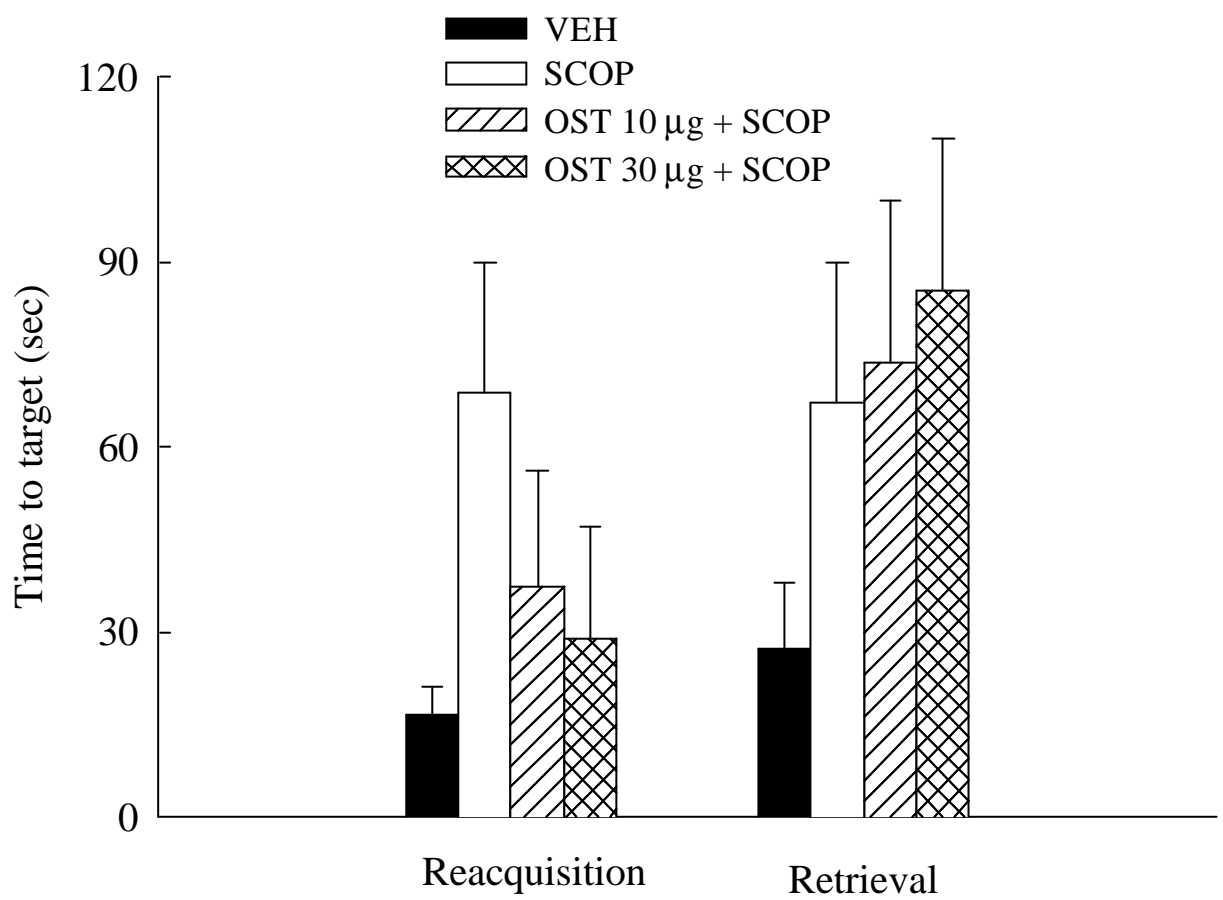 VEH
SCOP
OST 10 μg + SCOP
OST 30 μg + SCOP
120
90
60
30
0
Time to target (sec)
Reacquisition
Retrieval